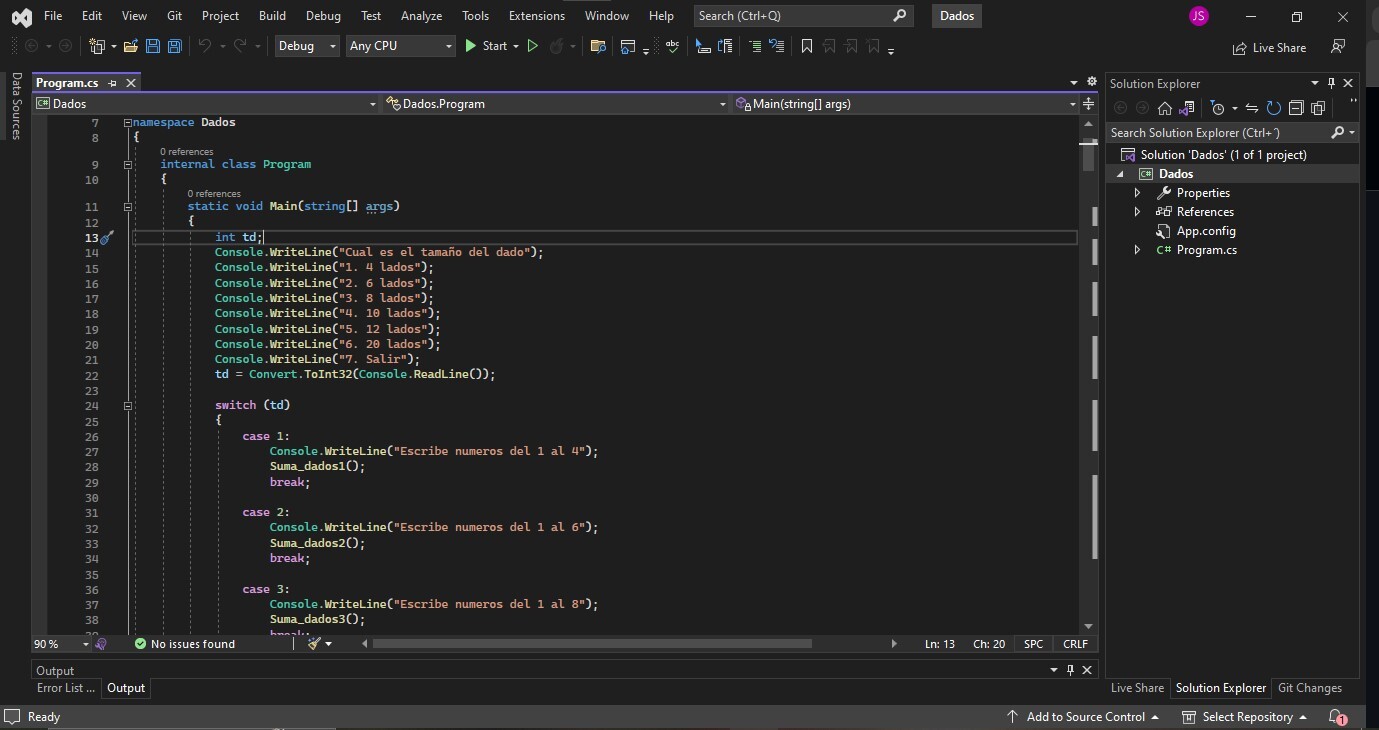 File Edit View Git Project Build Debug Test Analyze Tools Extensions Window Help Search (Ctrl+Q) Dados JS
Debug Any CPU Start Live Share
Data Sources
Program.cs
Dados Dados.Program Main(string[] args)
7 namespace Dados
8 {
0 references
9 internal class Program
10 {
0 references
11 static void Main(string[] args)
12 {
13 int td;
14 Console.WriteLine("Cual es el tamaño del dado");
15 Console.WriteLine("1. 4 lados");
16 Console.WriteLine("2. 6 lados");
17 Console.WriteLine("3. 8 lados");
18 Console.WriteLine("4. 10 lados");
19 Console.WriteLine("5. 12 lados");
20 Console.WriteLine("6. 20 lados");
21 Console.WriteLine("7. Salir");
22 td = Convert.ToInt32(Console.ReadLine());
23
24 switch (td)
25 {
26 case 1:
27 Console.WriteLine("Escribe numeros del 1 al 4");
28 Suma_dados1();
29 break;
30
31 case 2:
32 Console.WriteLine("Escribe numeros del 1 al 6");
33 Suma_dados2();
34 break;
35
36 case 3:
37 Console.WriteLine("Escribe numeros del 1 al 8");
38 Suma_dados3();
39 break;
90 % No issues found Ln: 13 Ch: 20 SPC CRLF
Output
Error List ... Output
Solution Explorer
Search Solution Explorer (Ctrl+´)
Solution 'Dados' (1 of 1 project)
C# Dados
Properties
References
App.config
C# Program.cs
Live Share Solution Explorer Git Changes
Ready Add to Source Control Select Repository 1